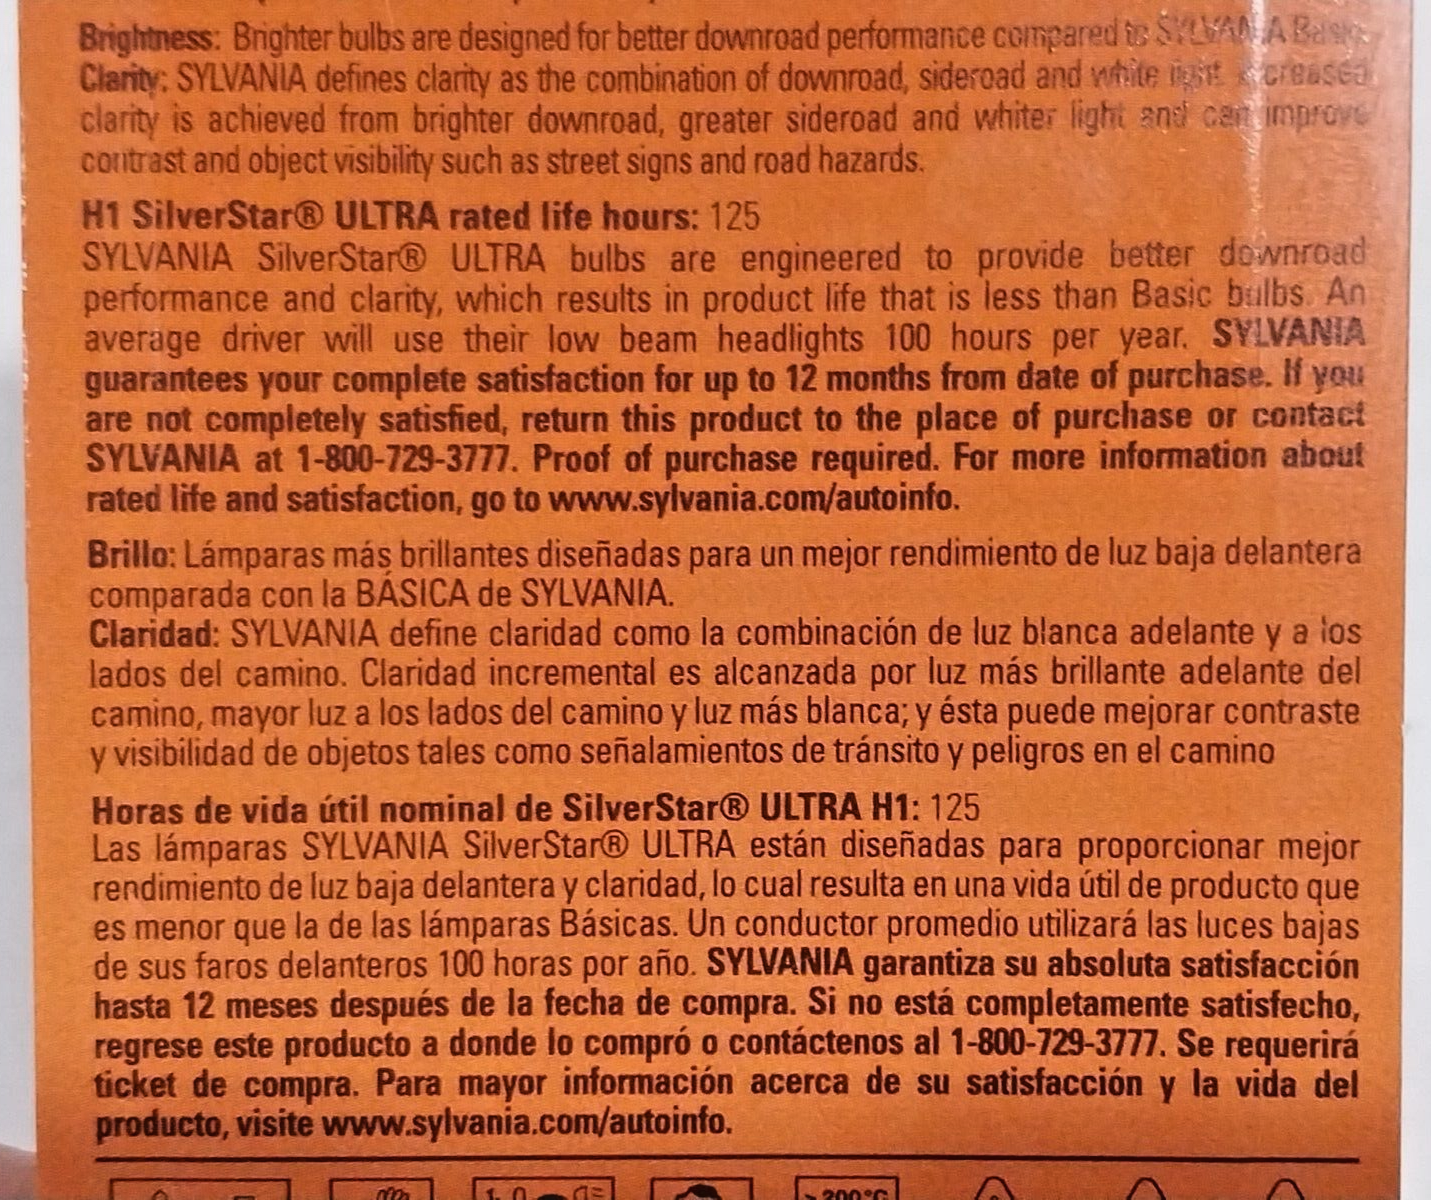 Brightness: Brighter bulbs are designed for better downroad performance compared to SYLVANIA Basic.
Clarity: SYLVANIA defines clarity as the combination of downroad, sideroad and white light. Increased
clarity is achieved from brighter downroad, greater sideroad and whiter light and can improve
contrast and object visibility such as street signs and road hazards.
H1 SilverStar® ULTRA rated life hours: 125
SYLVANIA SilverStar® ULTRA bulbs are engineered to provide better downroad
performance and clarity, which results in product life that is less than Basic bulbs. An
average driver will use their low beam headlights 100 hours per year. SYLVANIA
guarantees your complete satisfaction for up to 12 months from date of purchase. If you
are not completely satisfied, return this product to the place of purchase or contact
SYLVANIA at 1-800-729-3777. Proof of purchase required. For more information about
rated life and satisfaction, go to www.sylvania.com/autoinfo.
Brillo: Lámparas más brillantes diseñadas para un mejor rendimiento de luz baja delantera
comparada con la BÁSICA de SYLVANIA.
Claridad: SYLVANIA define claridad como la combinación de luz blanca adelante y a los
lados del camino. Claridad incremental es alcanzada por luz más brillante adelante del
camino, mayor luz a los lados del camino y luz más blanca; y ésta puede mejorar contraste
y visibilidad de objetos tales como señalamientos de tránsito y peligros en el camino
Horas de vida útil nominal de SilverStar® ULTRA H1: 125
Las lámparas SYLVANIA SilverStar® ULTRA están diseñadas para proporcionar mejor
rendimiento de luz baja delantera y claridad, lo cual resulta en una vida útil de producto que
es menor que la de las lámparas Básicas. Un conductor promedio utilizará las luces bajas
de sus faros delanteros 100 horas por año. SYLVANIA garantiza su absoluta satisfacción
hasta 12 meses después de la fecha de compra. Si no está completamente satisfecho,
regrese este producto a donde lo compró o contáctenos al 1-800-729-3777. Se requerirá
ticket de compra. Para mayor información acerca de su satisfacción y la vida del
producto, visite www.sylvania.com/autoinfo.
>200°C